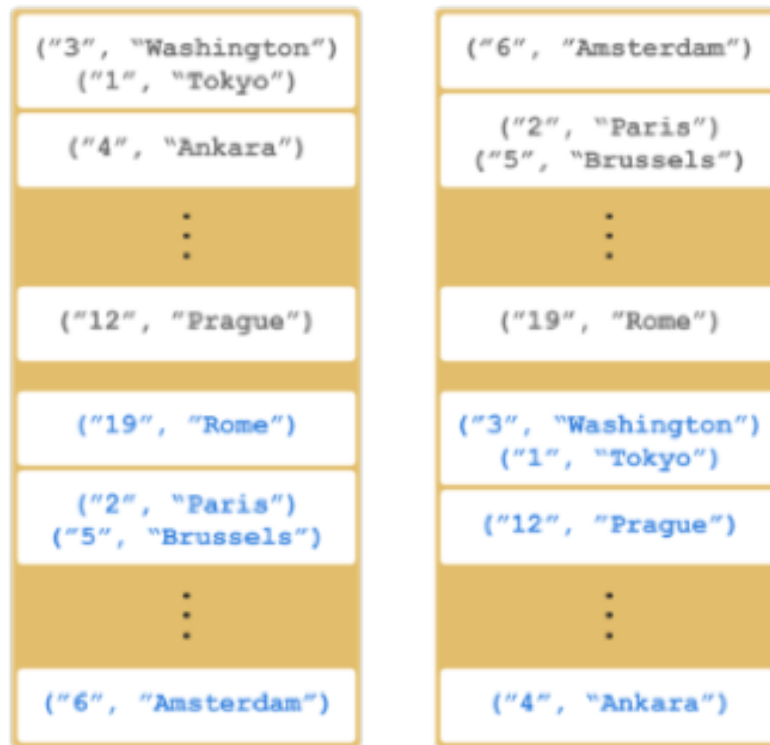 ("3", "Washington")
("1", "Tokyo")
("4", "Ankara")
("12", "Prague")
("19", "Rome")
("2", "Paris")
("5", "Brussels")
("6", "Amsterdam")
("6", "Amsterdam")
("2", "Paris")
("5", "Brussels")
("19", "Rome")
("3", "Washington")
("1", "Tokyo")
("12", "Prague")
("4", "Ankara")